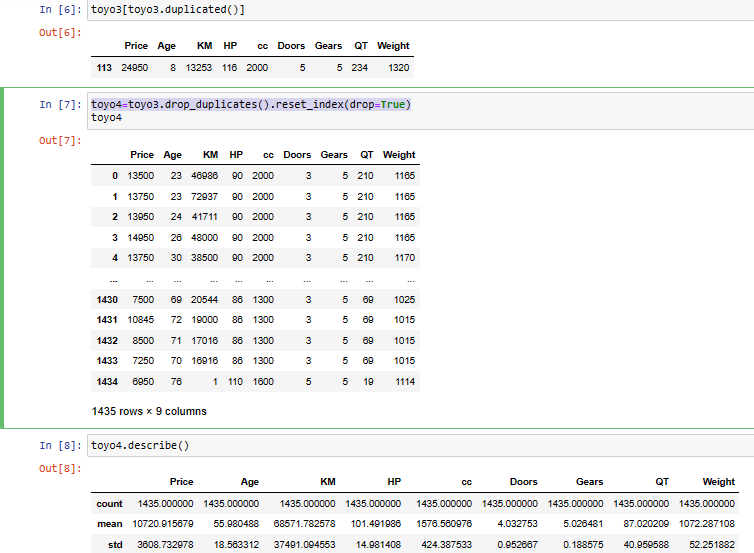 In [6]: toyo3[toyo3.duplicated()]
Out[6]:
Price Age KM HP cc Doors Gears QT Weight
113 24950 8 13253 116 2000 5 5 234 1320
In [7]: toyo4=toyo3.drop_duplicates().reset_index(drop=True)
toyo4
Out[7]:
Price Age KM HP cc Doors Gears QT Weight
0 13500 23 46986 90 2000 3 5 210 1165
1 13750 23 72937 90 2000 3 5 210 1165
2 13950 24 41711 90 2000 3 5 210 1165
3 14950 26 48000 90 2000 3 5 210 1165
4 13750 30 38500 90 2000 3 5 210 1170
... ... ... ... ... ... ... ... ... ...
1430 7500 69 20544 86 1300 3 5 69 1025
1431 10845 72 19000 86 1300 3 5 69 1015
1432 8500 71 17016 86 1300 3 5 69 1015
1433 7250 70 16916 86 1300 3 5 69 1015
1434 6950 76 1 110 1600 5 5 19 1114
1435 rows × 9 columns
In [8]: toyo4.describe()
Out[8]:
Price Age KM HP cc Doors Gears QT Weight
count 1435.000000 1435.000000 1435.000000 1435.000000 1435.000000 1435.000000 1435.000000 1435.000000 1435.000000
mean 10720.915679 55.980488 68571.782578 101.491986 1576.560976 4.032753 5.026481 87.020209 1072.287108
std 3608.732978 18.563312 37491.094553 14.981408 424.387533 0.952667 0.188575 40.959588 52.251882